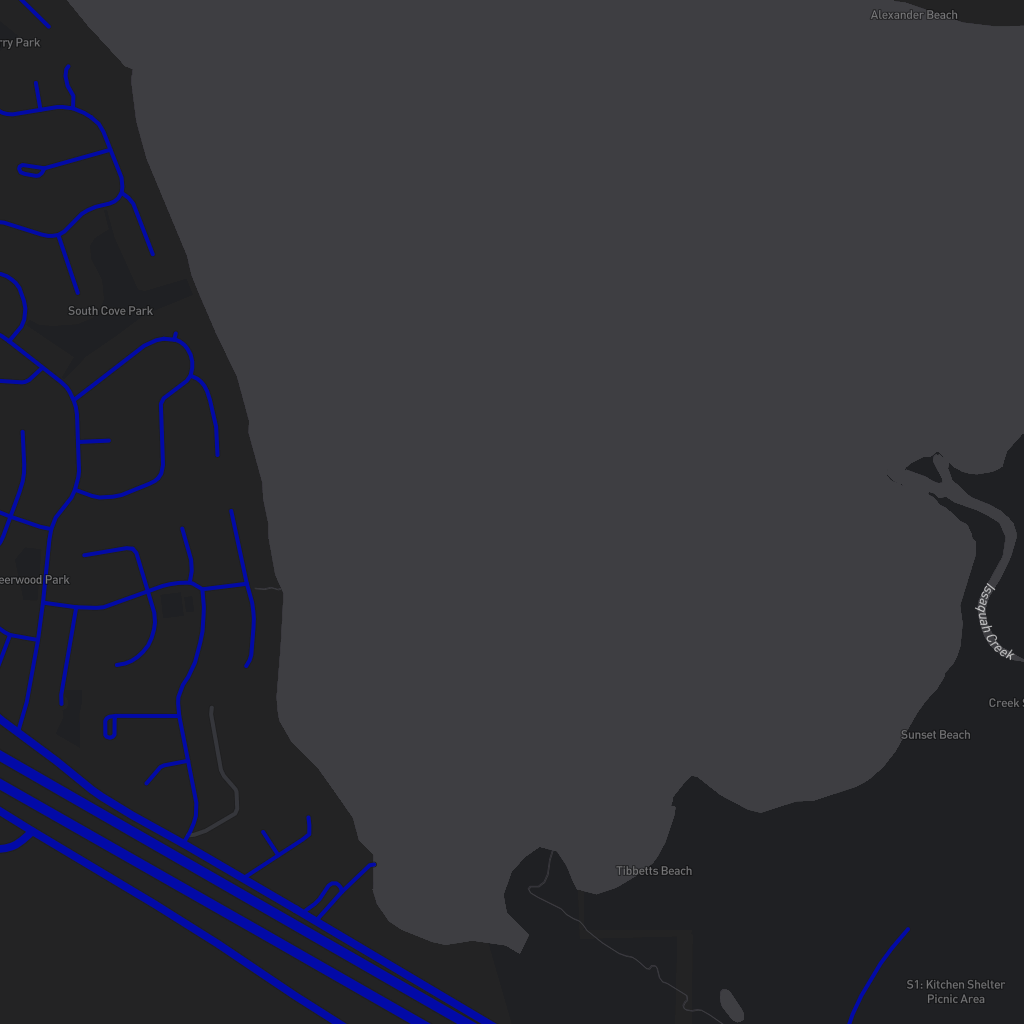 Alexander Beach
rry Park
South Cove Park
eerwood Park
Issaquah Creek
Creek S
Sunset Beach
Tibbetts Beach
S1: Kitchen Shelter
Picnic Area